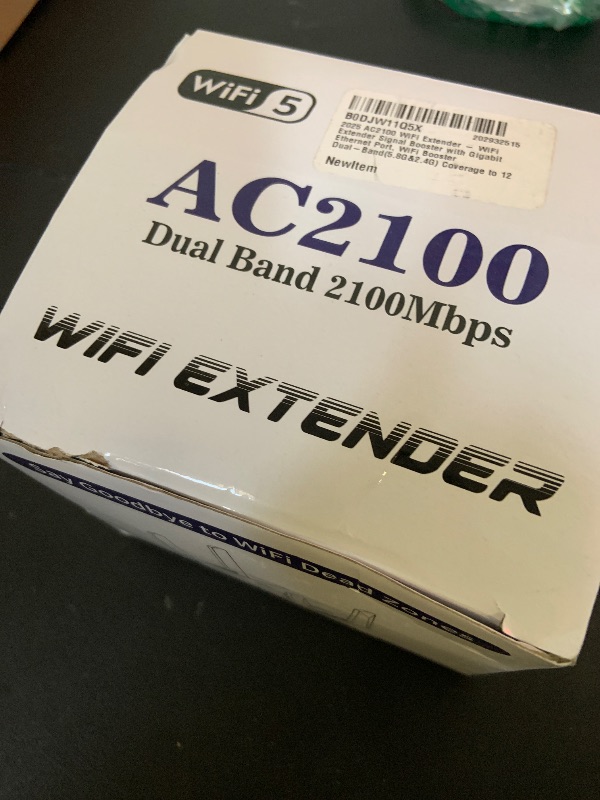 WiFi 5
B0DJW11Q5X
202932515
2025 AC2100 WiFi Extender - WiFi
Extender Signal Booster with Gigabit
Ethernet Port, WiFi Booster
Dual-Band(5.8G&2.4G) Coverage to 12
NewItem
AC2100
Dual Band 2100Mbps
WIFI EXTENDER
Say Goodbye to WiFi Dead Zones